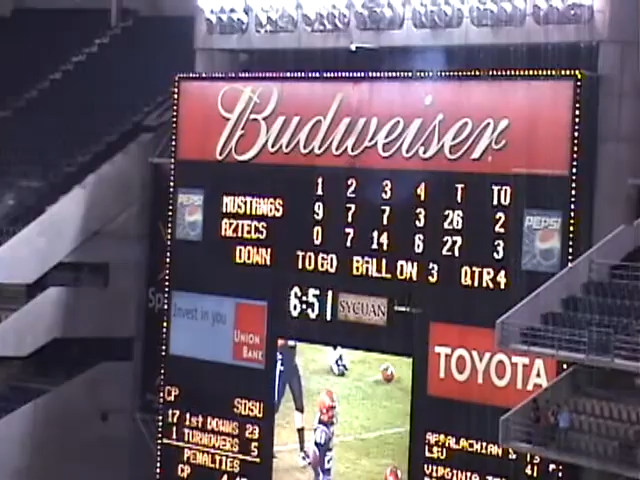 Budweiser
1 2 3 4 T TO
PEPSI
MUSTANGS 9 7 7 3 26 2
AZTECS 0 7 14 6 27 3
PEPSI
DOWN TO GO BALL ON 3 QTR 4
6:51 SYCUAN
Invest in you
UNION
BANK
TOYOTA
CP SDSU
17 1st DOWNS 23
1 TURNOVERS 5
PENALTIES
CP
APPALACHIAN
LSU 41
VIRGINIA